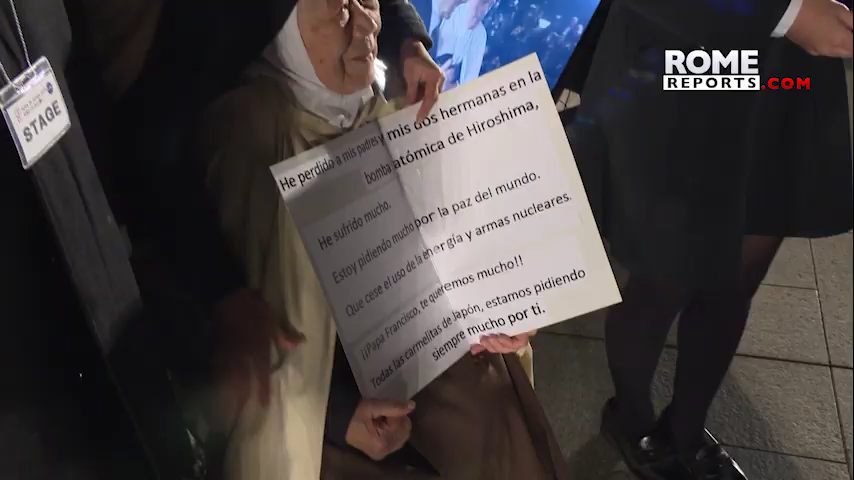 ROME
REPORTS.COM
STAGE
He perdido a mis padres y mis dos hermanas en la
bomba atómica de Hiroshima,
He sufrido mucho.
Estoy pidiendo mucho por la paz del mundo.
Que cese el uso de la energía y armas nucleares.
¡¡Papa Francisco, te queremos mucho!!
Todas las carmelitas de Japón, estamos pidiendo
siempre mucho por ti.